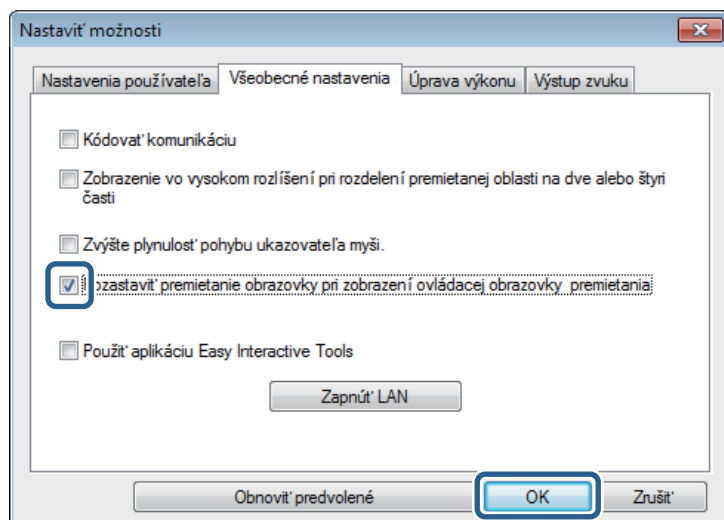 Nastaviť možnosti
Nastavenia používateľa Všeobecné nastavenia Úprava výkonu Výstup zvuku
Kódovať komunikáciu
Zobrazenie vo vysokom rozlíšení pri rozdelení premietanej oblasti na dve alebo štyri
časti
Zvýšte plynulosť pohybu ukazovateľa myši.
premietanie obrazovky pri zobrazení ovládacej obrazovky premietania
Použiť aplikáciu Easy Interactive Tools
Zapnúť LAN
Obnoviť predvolené OK Zrušiť